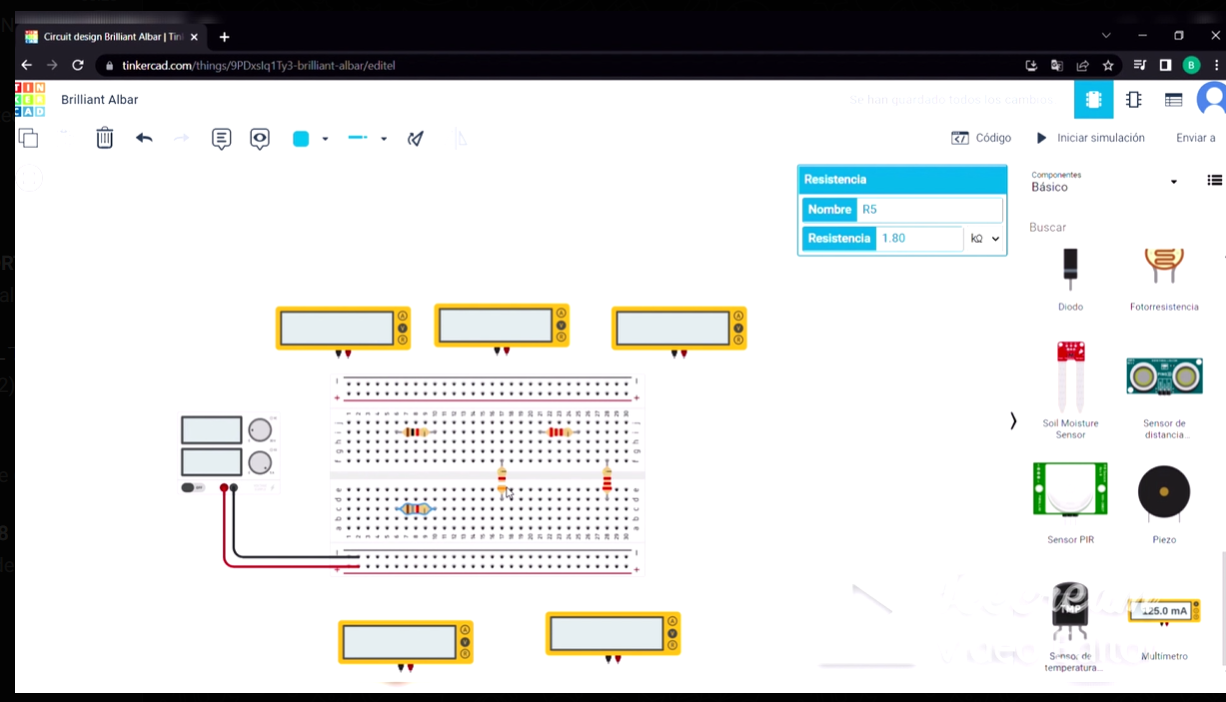 Circuit design Brilliant Albar | Tin
tinkercad.com/things/9PDxslq1Ty3-brilliant-albar/editel
B
TIN
KER
CAD
Brilliant Albar
Se han guardado todos los cambios.
Código
Iniciar simulación
Enviar a
Resistencia
Nombre R5
Resistencia 1.80 kΩ
Componentes
Básico
Buscar
Diodo
Fotorresistencia
Soil Moisture
Sensor
Sensor de
distancia...
Sensor PIR
Piezo
TMP
125.0 mA
Sensor de
temperatura...
Multímetro